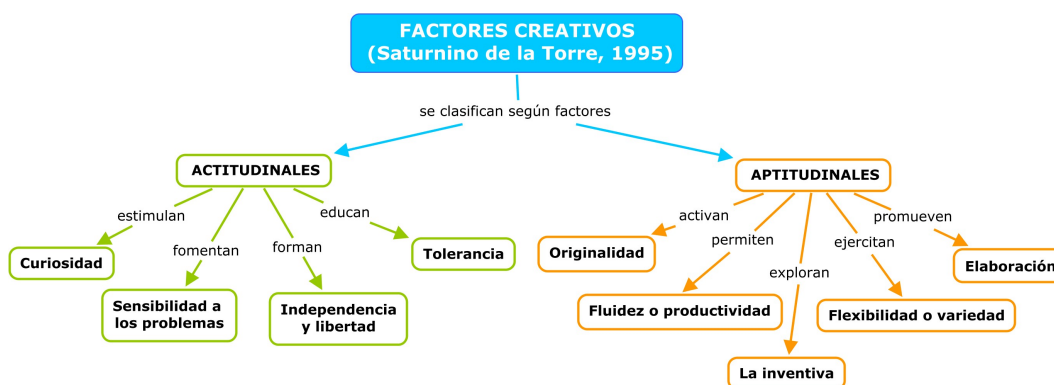 FACTORES CREATIVOS
(Saturnino de la Torre, 1995)
se clasifican según factores
ACTITUDINALES
estimulan
fomentan
forman
educan
Curiosidad
Sensibilidad a
los problemas
Independencia
y libertad
Tolerancia
APTITUDINALES
activan
permiten
exploran
ejercitan
promueven
Originalidad
Fluidez o productividad
La inventiva
Flexibilidad o variedad
Elaboración